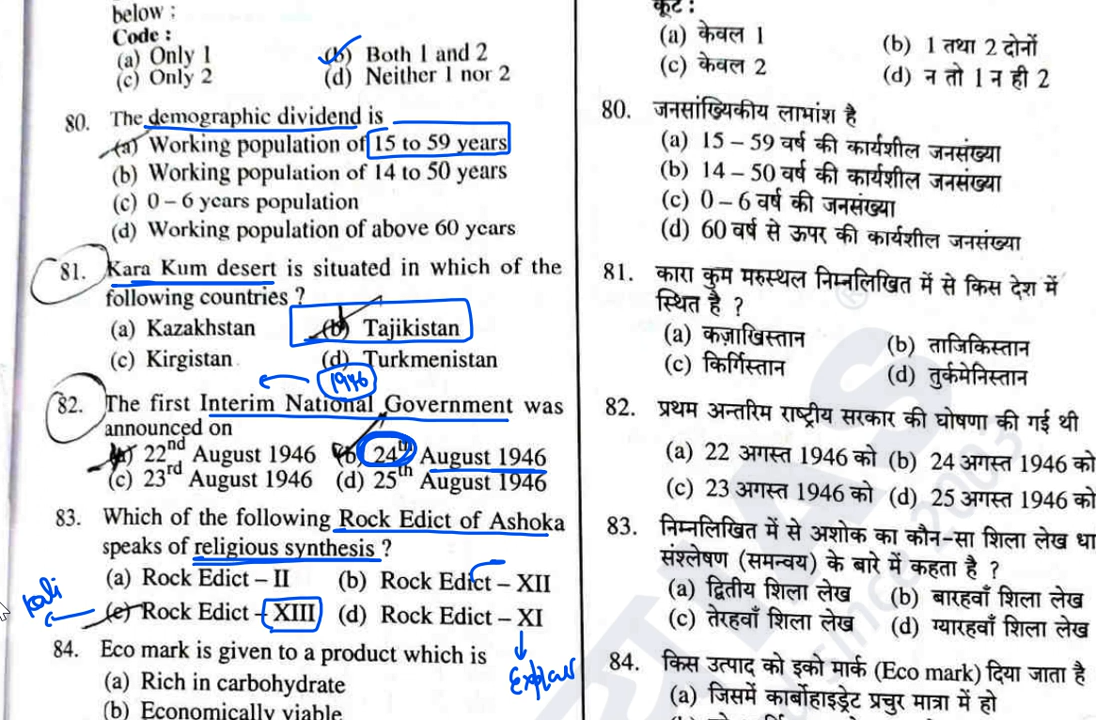 below :
Code :
(a) Only 1
(b) Both 1 and 2
(c) Only 2
(d) Neither 1 nor 2
80. The demographic dividend is
(a) Working population of 15 to 59 years
(b) Working population of 14 to 50 years
(c) 0 – 6 years population
(d) Working population of above 60 years
81. Kara Kum desert is situated in which of the
following countries ?
(a) Kazakhstan
(b) Tajikistan
(c) Kirgistan
(d) Turkmenistan
1946
82. The first Interim National Government was
announced on
(a) 22nd August 1946 (b) 24th August 1946
(c) 23rd August 1946 (d) 25th August 1946
83. Which of the following Rock Edict of Ashoka
speaks of religious synthesis ?
(a) Rock Edict – II (b) Rock Edict – XII
(c) Rock Edict – XIII (d) Rock Edict – XI
84. Eco mark is given to a product which is
(a) Rich in carbohydrate
(b) Economically viable
कूट :
(a) केवल 1
(b) 1 तथा 2 दोनों
(c) केवल 2
(d) न तो 1 न ही 2
80. जनसांख्यिकीय लाभांश है
(a) 15 – 59 वर्ष की कार्यशील जनसंख्या
(b) 14 – 50 वर्ष की कार्यशील जनसंख्या
(c) 0 – 6 वर्ष की जनसंख्या
(d) 60 वर्ष से ऊपर की कार्यशील जनसंख्या
81. कारा कुम मरुस्थल निम्नलिखित में से किस देश में
स्थित है ?
(a) कज़ाखिस्तान
(b) ताजिकिस्तान
(c) किर्गिस्तान
(d) तुर्कमेनिस्तान
82. प्रथम अन्तरिम राष्ट्रीय सरकार की घोषणा की गई थी
(a) 22 अगस्त 1946 को (b) 24 अगस्त 1946 को
(c) 23 अगस्त 1946 को (d) 25 अगस्त 1946 को
83. निम्नलिखित में से अशोक का कौन-सा शिला लेख धा
संश्लेषण (समन्वय) के बारे में कहता है ?
(a) द्वितीय शिला लेख (b) बारहवाँ शिला लेख
(c) तेरहवाँ शिला लेख (d) ग्यारहवाँ शिला लेख
84. किस उत्पाद को इको मार्क (Eco mark) दिया जाता है
(a) जिसमें कार्बोहाइड्रेट प्रचुर मात्रा में हो